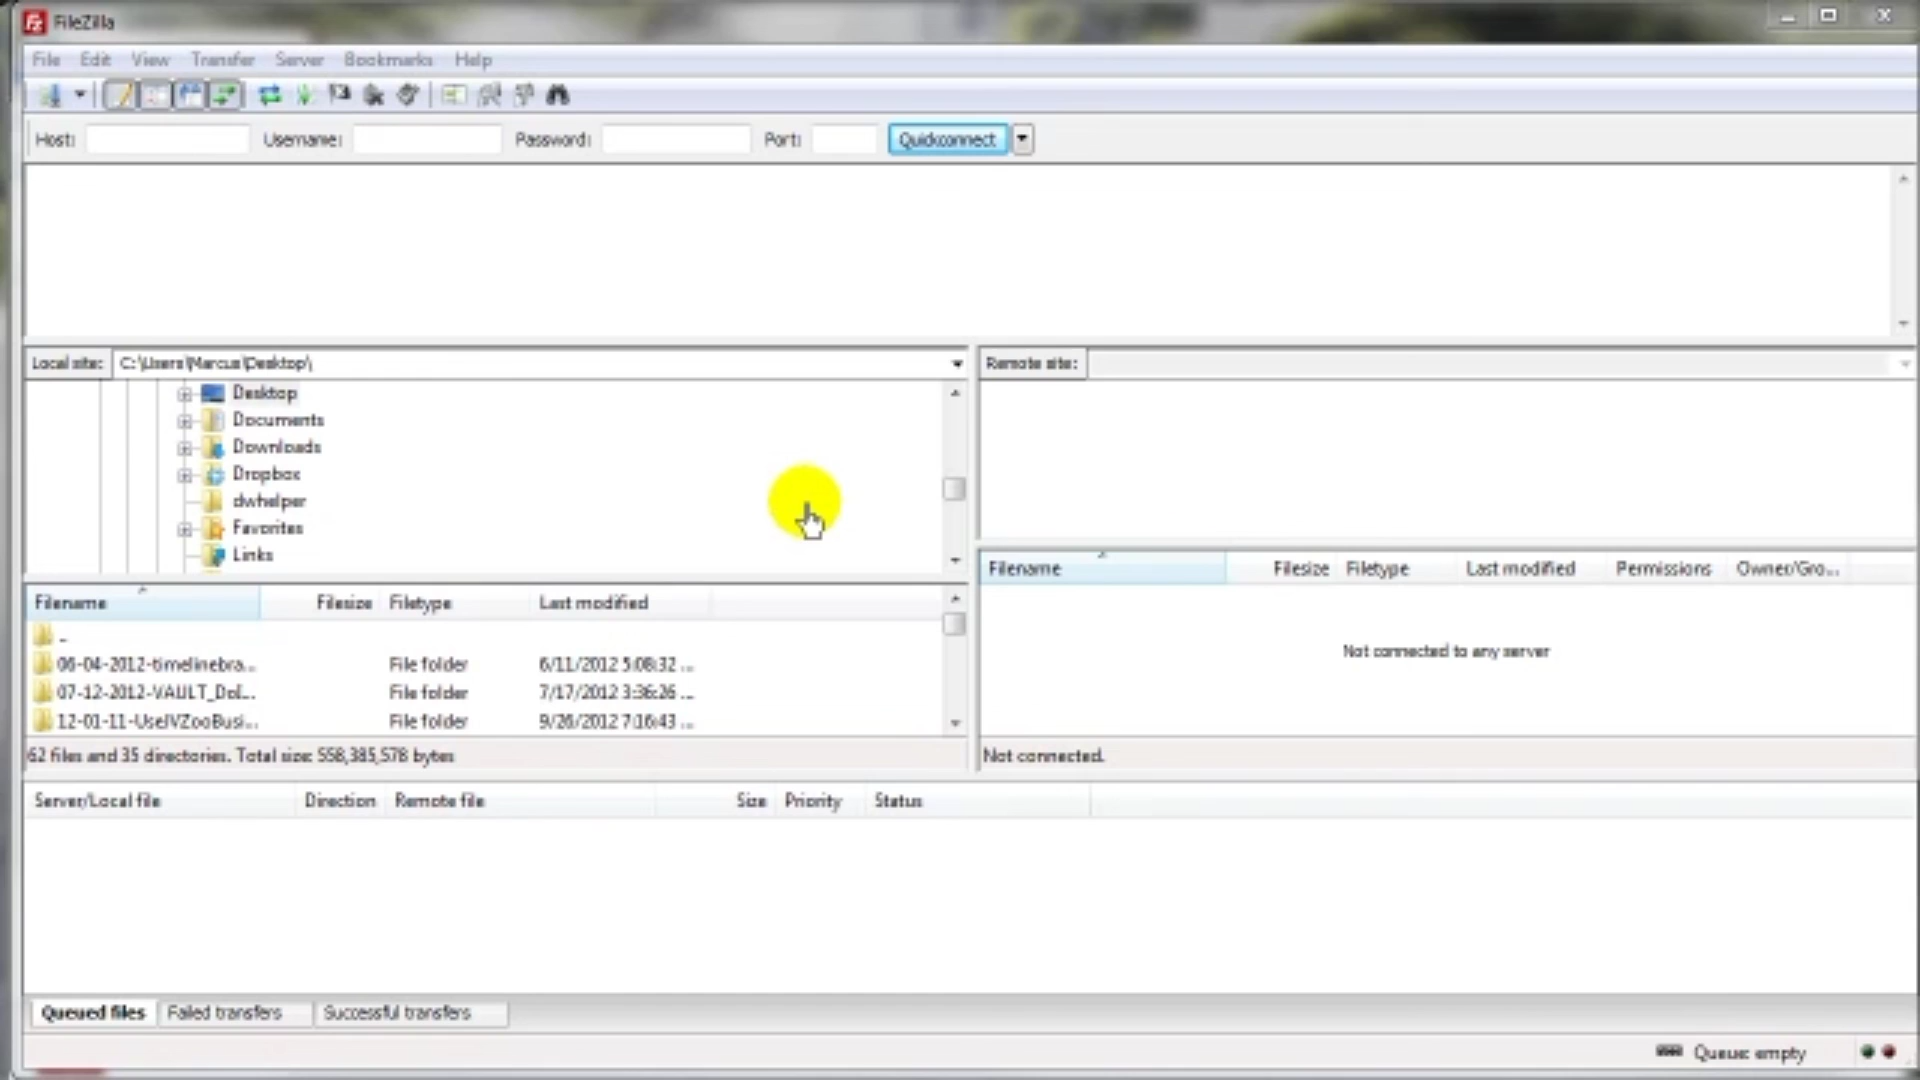 FileZilla
File Edit View Transfer Server Bookmarks Help
Host: Username: Password: Port: Quickconnect
Local site: C:\Users\Marcus\Desktop\
Remote site:
Desktop
Documents
Downloads
Dropbox
dwhelper
Favorites
Links
Filename Filesize Filetype Last modified
..
06-04-2012-timelinebra... File folder 6/11/2012 5:08:32 ...
07-12-2012-VAULT_Dol... File folder 7/17/2012 3:36:26 ...
12-01-11-UseJVZooBusi... File folder 9/26/2012 7:16:43 ...
62 files and 35 directories. Total size: 558,385,578 bytes
Filename Filesize Filetype Last modified Permissions Owner/Gro...
Not connected to any server
Not connected.
Server/Local file Direction Remote file Size Priority Status
Queued files Failed transfers Successful transfers
Queue: empty